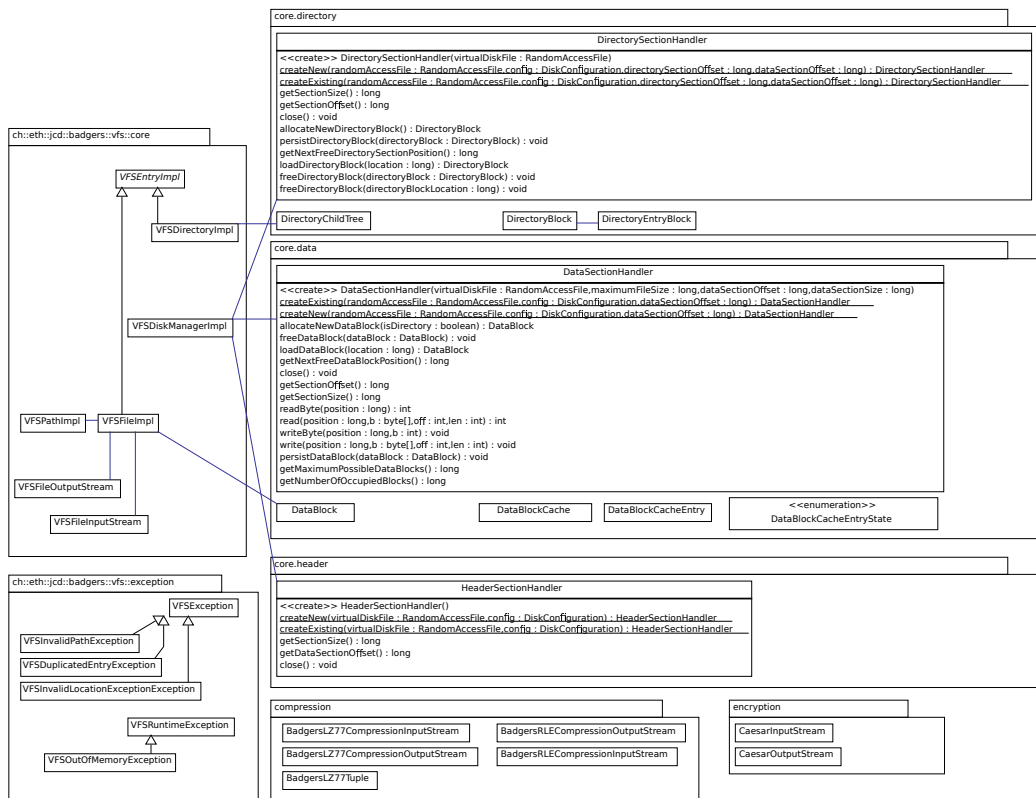 core.directory
DirectorySectionHandler
<<create>> DirectorySectionHandler(virtualDiskFile : RandomAccessFile)
createNew(randomAccessFile : RandomAccessFile,config : DiskConfiguration,directorySectionOffset : long,dataSectionOffset : long) : DirectorySectionHandler
createExisting(randomAccessFile : RandomAccessFile,config : DiskConfiguration,directorySectionOffset : long,dataSectionOffset : long) : DirectorySectionHandler
getSectionSize() : long
getSectionOffset() : long
close() : void
allocateNewDirectoryBlock() : DirectoryBlock
persistDirectoryBlock(directoryBlock : DirectoryBlock) : void
getNextFreeDirectorySectionPosition() : long
loadDirectoryBlock(location : long) : DirectoryBlock
freeDirectoryBlock(directoryBlock : DirectoryBlock) : void
freeDirectoryBlock(directoryBlockLocation : long) : void
DirectoryChildTree
DirectoryBlock
DirectoryEntryBlock
ch::eth::jcd::badgers::vfs::core
VFSEntryImpl
VFSDirectoryImpl
VFSDiskManagerImpl
VFSPathImpl
VFSFileImpl
VFSFileOutputStream
VFSFileInputStream
core.data
DataSectionHandler
<<create>> DataSectionHandler(virtualDiskFile : RandomAccessFile,maximumFileSize : long,dataSectionOffset : long,dataSectionSize : long)
createExisting(randomAccessFile : RandomAccessFile,config : DiskConfiguration,dataSectionOffset : long) : DataSectionHandler
createNew(randomAccessFile : RandomAccessFile,config : DiskConfiguration,dataSectionOffset : long) : DataSectionHandler
allocateNewDataBlock(isDirectory : boolean) : DataBlock
freeDataBlock(dataBlock : DataBlock) : void
loadDataBlock(location : long) : DataBlock
getNextFreeDataBlockPosition() : long
close() : void
getSectionOffset() : long
getSectionSize() : long
readByte(position : long) : int
read(position : long,b : byte[],off : int,len : int) : int
writeByte(position : long,b : int) : void
write(position : long,b : byte[],off : int,len : int) : void
persistDataBlock(dataBlock : DataBlock) : void
getMaximumPossibleDataBlocks() : long
getNumberOfOccupiedBlocks() : long
DataBlock
DataBlockCache
DataBlockCacheEntry
<<enumeration>>
DataBlockCacheEntryState
core.header
HeaderSectionHandler
<<create>> HeaderSectionHandler()
createNew(virtualDiskFile : RandomAccessFile,config : DiskConfiguration) : HeaderSectionHandler
createExisting(virtualDiskFile : RandomAccessFile,config : DiskConfiguration) : HeaderSectionHandler
getSectionSize() : long
getDataSectionOffset() : long
close() : void
ch::eth::jcd::badgers::vfs::exception
VFSException
VFSInvalidPathException
VFSDuplicatedEntryException
VFSInvalidLocationExceptionException
VFSRuntimeException
VFSOutOfMemoryException
compression
BadgersLZ77CompressionInputStream
BadgersRLECompressionOutputStream
BadgersLZ77CompressionOutputStream
BadgersRLECompressionInputStream
BadgersLZ77Tuple
encryption
CaesarInputStream
CaesarOutputStream